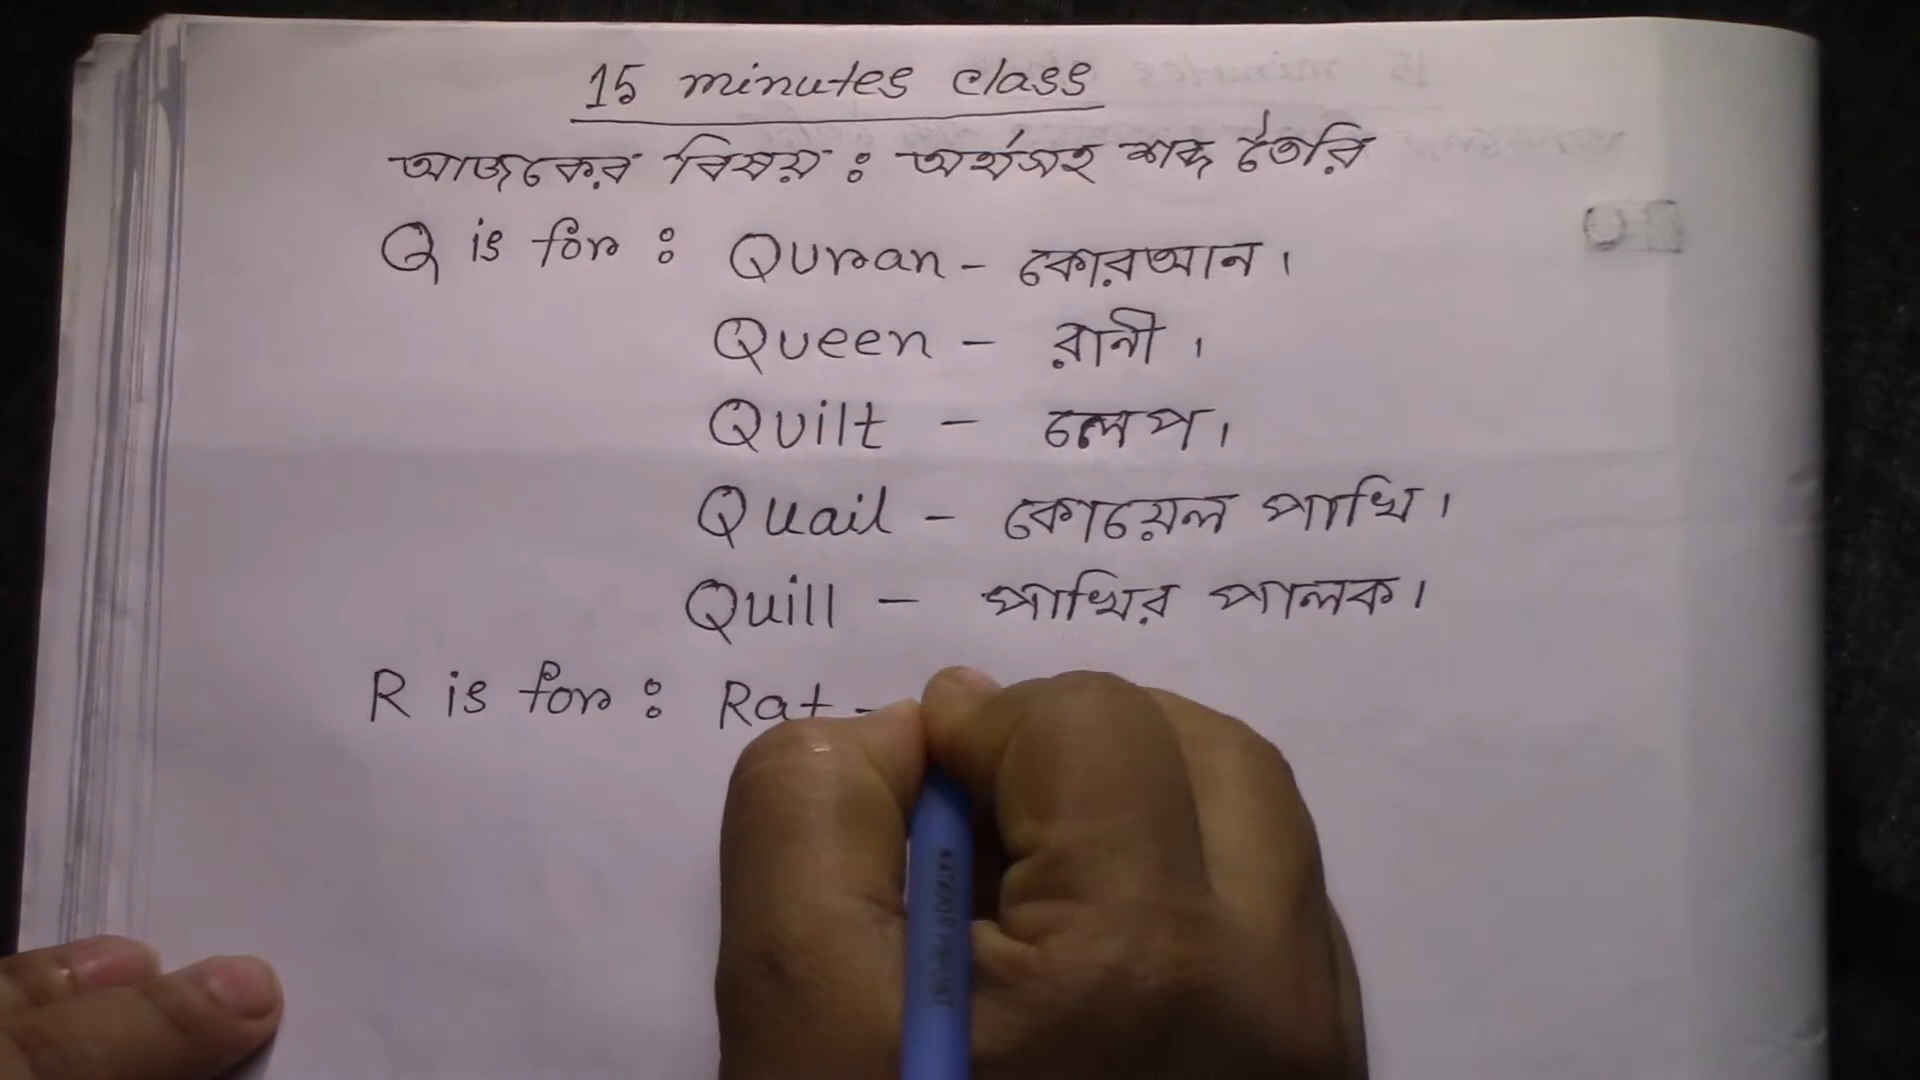 15 minutes class
আজকের বিষয় : অর্থসহ শব্দ তৈরি
Q is for : Quran - কোরআন।
Queen - রানী।
Quilt - লেপ।
Quail - কোয়েল পাখি।
Quill - পাখির পালক।
R is for : Rat -